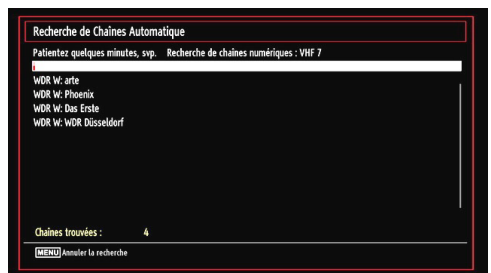 Recherche de Chaînes Automatique
Patientez quelques minutes, svp. Recherche de chaînes numériques : VHF 7
WDR W: arte
WDR W: Phoenix
WDR W: Das Erste
WDR W: WDR Düsseldorf
Chaînes trouvées : 4
MENU Annuler la recherche